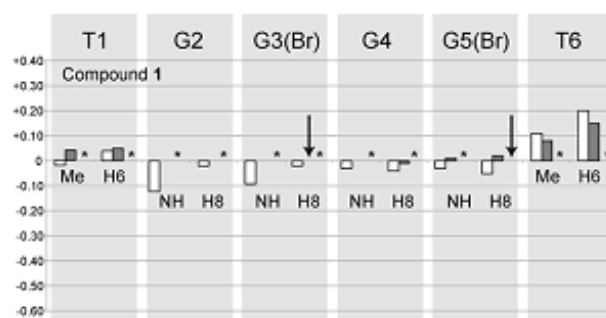 T1 G2 G3(Br) G4 G5(Br) T6
+0.40
Compound 1
+0.30
+0.20
+0.10
0 * * * * * * * * * * * *
Me H6 Me H6
-0.10
NH H8 NH H8 NH H8 NH H8
-0.20
-0.30
-0.40
-0.50
-0.60